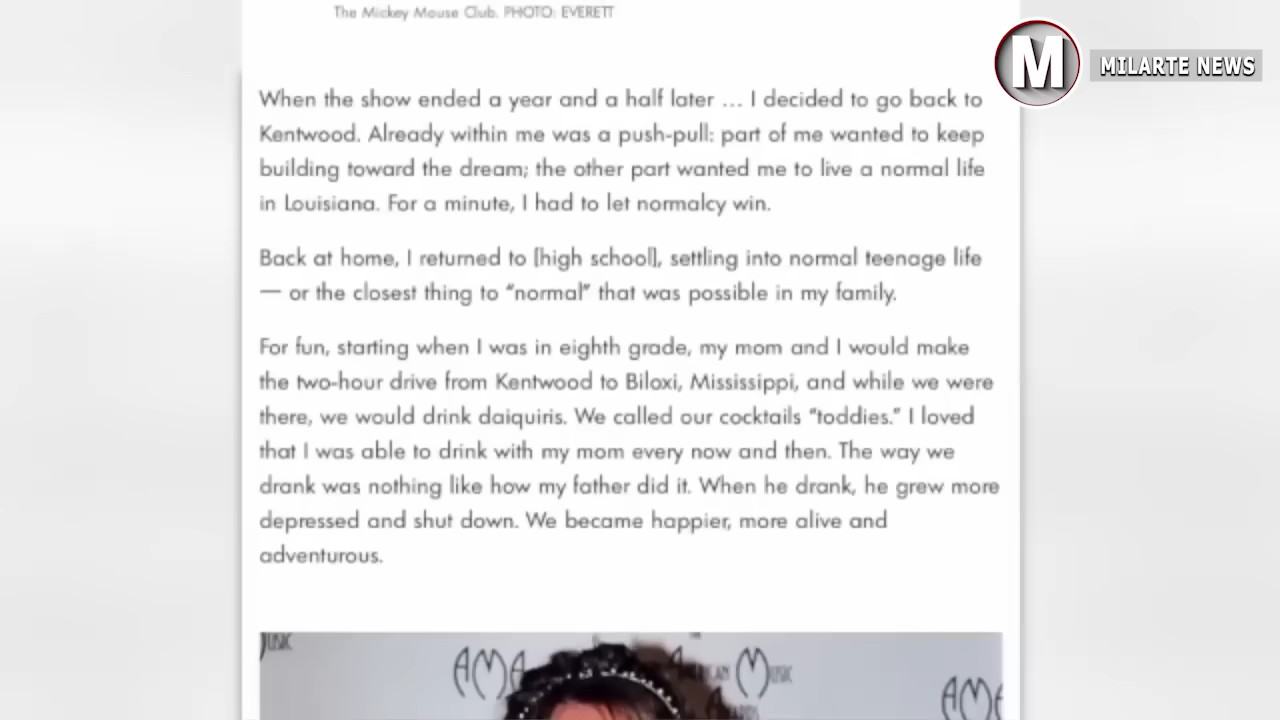 The Mickey Mouse Club. PHOTO: EVERETT
M
MILARTE NEWS
When the show ended a year and a half later … I decided to go back to
Kentwood. Already within me was a push-pull: part of me wanted to keep
building toward the dream; the other part wanted me to live a normal life
in Louisiana. For a minute, I had to let normalcy win.
Back at home, I returned to [high school], settling into normal teenage life
— or the closest thing to “normal” that was possible in my family.
For fun, starting when I was in eighth grade, my mom and I would make
the two-hour drive from Kentwood to Biloxi, Mississippi, and while we were
there, we would drink daiquiris. We called our cocktails “toddies.” I loved
that I was able to drink with my mom every now and then. The way we
drank was nothing like how my father did it. When he drank, he grew more
depressed and shut down. We became happier, more alive and
adventurous.
AMA
MUSIC
AMA